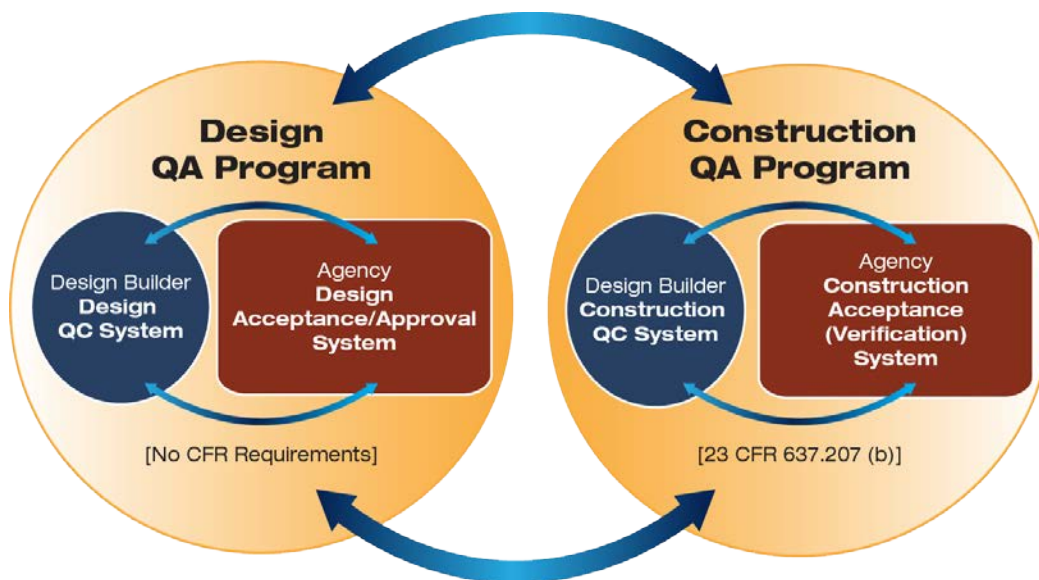 Design
QA Program
Design Builder
Design
QC System
Agency
Design
Acceptance/Approval
System
[No CFR Requirements]
Construction
QA Program
Design Builder
Construction
QC System
Agency
Construction
Acceptance
(Verification)
System
[23 CFR 637.207 (b)]